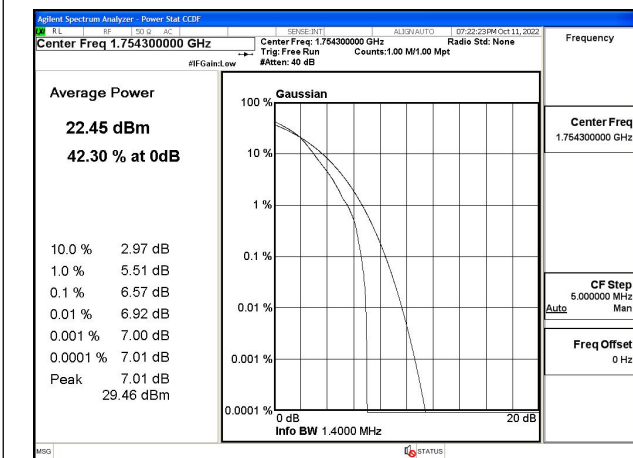 Agilent Spectrum Analyzer - Power Stat CCDF
LXI RL RF 50 Ω AC SENSE:INT ALIGN AUTO 07:22:23 PM Oct 11, 2022
Center Freq 1.754300000 GHz
Center Freq: 1.754300000 GHz Radio Std: None
Trig: Free Run Counts:1.00 M/1.00 Mpt
#IFGain:Low #Atten: 40 dB
Frequency
Average Power
22.45 dBm
42.30 % at 0dB
10.0 % 2.97 dB
1.0 % 5.51 dB
0.1 % 6.57 dB
0.01 % 6.92 dB
0.001 % 7.00 dB
0.0001 % 7.01 dB
Peak 7.01 dB
29.46 dBm
Gaussian
100 %
10 %
1 %
0.1 %
0.01 %
0.001 %
0.0001 %
0 dB 20 dB
Info BW 1.4000 MHz
Center Freq
1.754300000 GHz
CF Step
5.000000 MHz
Auto Man
Freq Offset
0 Hz
MSG STATUS